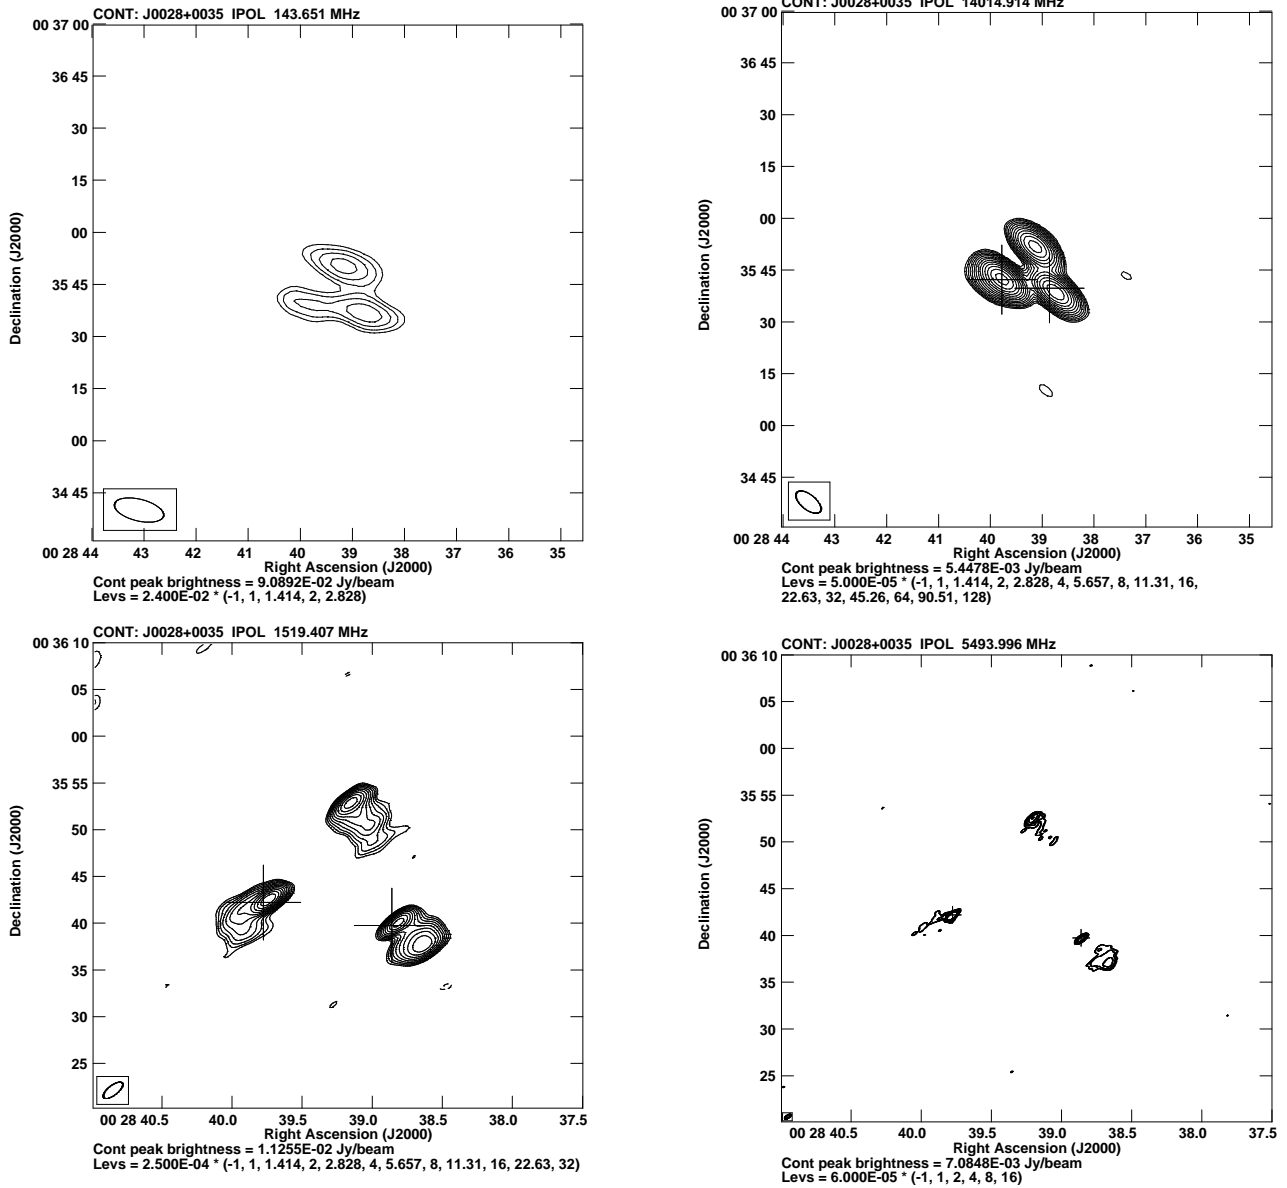 CONT: J0028+0035 IPOL 143.651 MHz
00 37 00
36 45
30
15
00
35 45
30
15
00
34 45
Declination (J2000)
00 28 44 43 42 41 40 39 38 37 36 35
Right Ascension (J2000)
Cont peak brightness = 9.0892E-02 Jy/beam
Levs = 2.400E-02 * (-1, 1, 1.414, 2, 2.828)
CONT: J0028+0035 IPOL 14014.914 MHz
00 37 00
36 45
30
15
00
35 45
30
15
00
34 45
Declination (J2000)
00 28 44 43 42 41 40 39 38 37 36 35
Right Ascension (J2000)
Cont peak brightness = 5.4478E-03 Jy/beam
Levs = 5.000E-05 * (-1, 1, 1.414, 2, 2.828, 4, 5.657, 8, 11.31, 16,
22.63, 32, 45.26, 64, 90.51, 128)
CONT: J0028+0035 IPOL 1519.407 MHz
00 36 10
05
00
35 55
50
45
40
35
30
25
Declination (J2000)
00 28 40.5 40.0 39.5 39.0 38.5 38.0 37.5
Right Ascension (J2000)
Cont peak brightness = 1.1255E-02 Jy/beam
Levs = 2.500E-04 * (-1, 1, 1.414, 2, 2.828, 4, 5.657, 8, 11.31, 16, 22.63, 32)
CONT: J0028+0035 IPOL 5493.996 MHz
00 36 10
05
00
35 55
50
45
40
35
30
25
Declination (J2000)
00 28 40.5 40.0 39.5 39.0 38.5 38.0 37.5
Right Ascension (J2000)
Cont peak brightness = 7.0848E-03 Jy/beam
Levs = 6.000E-05 * (-1, 1, 2, 4, 8, 16)